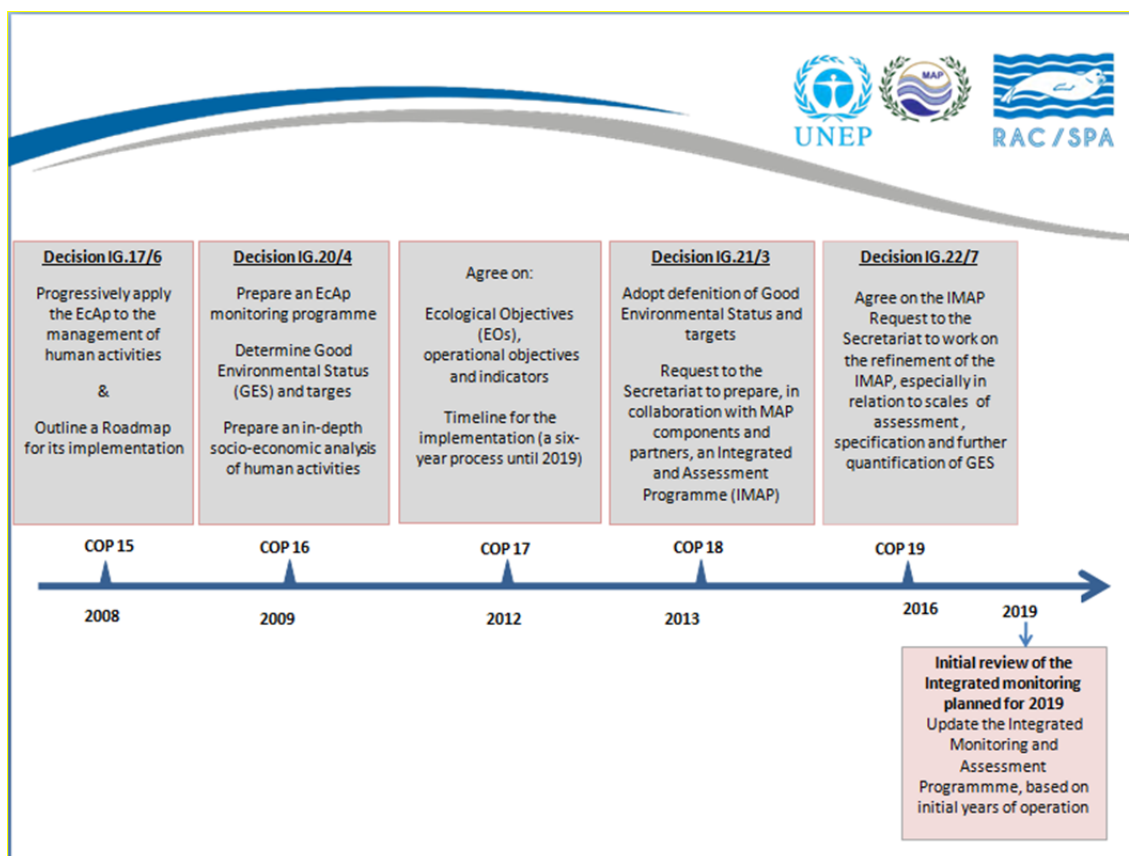 UNEP
MAP
RAC/SPA
Decision IG.17/6
Progressively apply
the EcAp to the
management of
human activities
&
Outline a Roadmap
for its implementation
Decision IG.20/4
Prepare an EcAp
monitoring programme
Determine Good
Environmental Status
(GES) and targes
Prepare an in-depth
socio-economic analysis
of human activities
Agree on:
Ecological Objectives
(EOs),
operational objectives
and indicators
Timeline for the
implementation (a six-
year process until 2019)
Decision IG.21/3
Adopt defenition of Good
Environmental Status and
targets
Request to the
Secretariat to prepare, in
collaboration with MAP
components and
partners, an Integrated
and Assessment
Programme (IMAP)
Decision IG.22/7
Agree on the IMAP
Request to the
Secretariat to work on
the refinement of the
IMAP, especially in
relation to scales of
assessment ,
specification and further
quantification of GES
COP 15
COP 16
COP 17
COP 18
COP 19
2008
2009
2012
2013
2016
2019
Initial review of the
Integrated monitoring
planned for 2019
Update the Integrated
Monitoring and
Assessment
Programmme, based on
initial years of operation